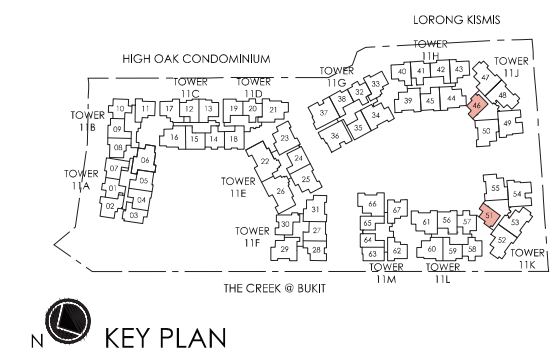 LORONG KISMIS
HIGH OAK CONDOMINIUM
TOWER 11H
TOWER 11J
TOWER 11G
TOWER 11C
TOWER 11D
TOWER 11B
TOWER 11A
TOWER 11E
TOWER 11F
TOWER 11M
TOWER 11L
TOWER 11K
40 41 42 43
39 45 44
47
46 48
50 49
37 38 32 33
36 35 34
10 11
09
08
07 06
01 05
02 04
03
17 12 13 19 20 21
16 15 14 18
23
22 24
26 25
31
30 27
29 28
66 67
65
64
63 62
61 56 57
60 59 58
55 54
51 53
52
THE CREEK @ BUKIT
N KEY PLAN